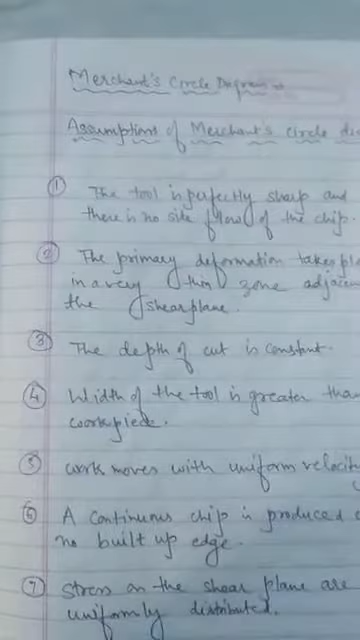 Merchant's Circle Diagram →
Assumptions of Merchant's circle
① The tool is perfectly sharp and
there is no side flow of the chip.
② The primary deformation takes
in a very thin zone
the shear plane.
③ The depth of cut is constant.
④ Width of the tool is greater than
workpiece.
⑤ work moves with uniform
⑥ A continuous chip is produced
no built up edge.
⑦ stress on the shear plane are
uniformly distributed.